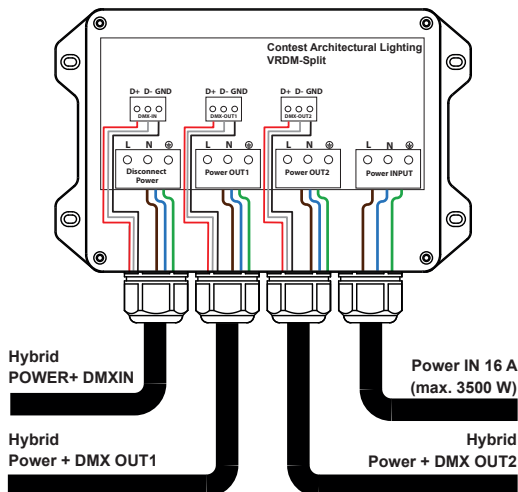 Contest Architectural Lighting
VRDM-Split
D+ D- GND
DMX-IN
D+ D- GND
DMX-OUT1
D+ D- GND
DMX-OUT2
L N ⏚
Disconnect
Power
L N ⏚
Power OUT1
L N ⏚
Power OUT2
L N ⏚
Power INPUT
Hybrid
POWER+ DMXIN
Power IN 16 A
(max. 3500 W)
Hybrid
Power + DMX OUT1
Hybrid
Power + DMX OUT2